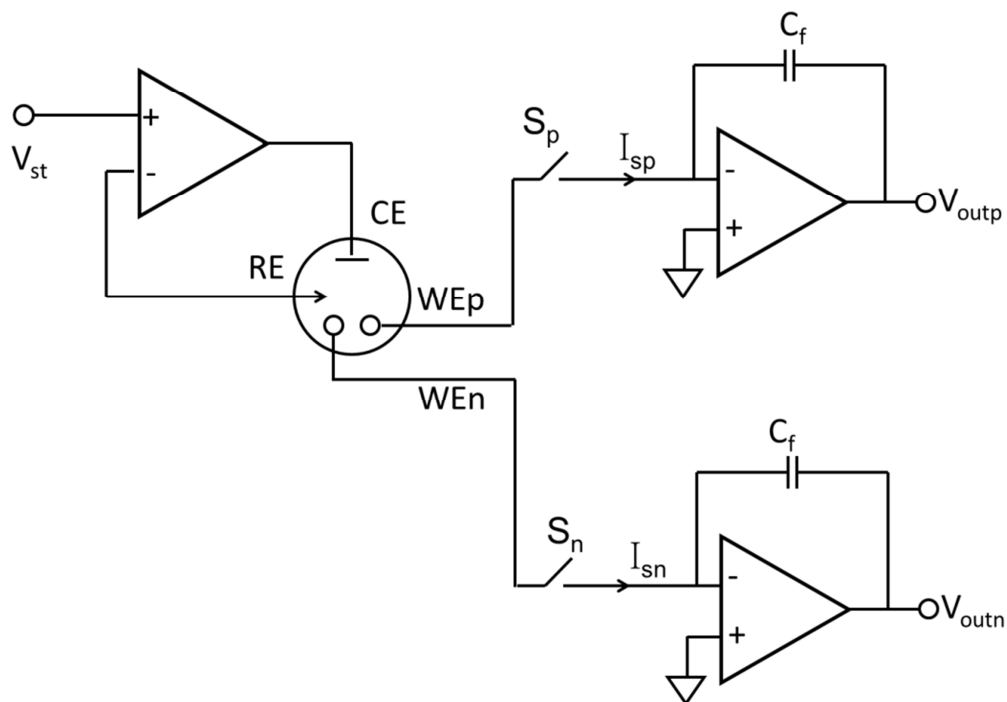 C_f
S_p
I_sp
+
V_st
-
-
+
V_outp
CE
RE
WEp
WEn
C_f
S_n
I_sn
-
+
V_outn